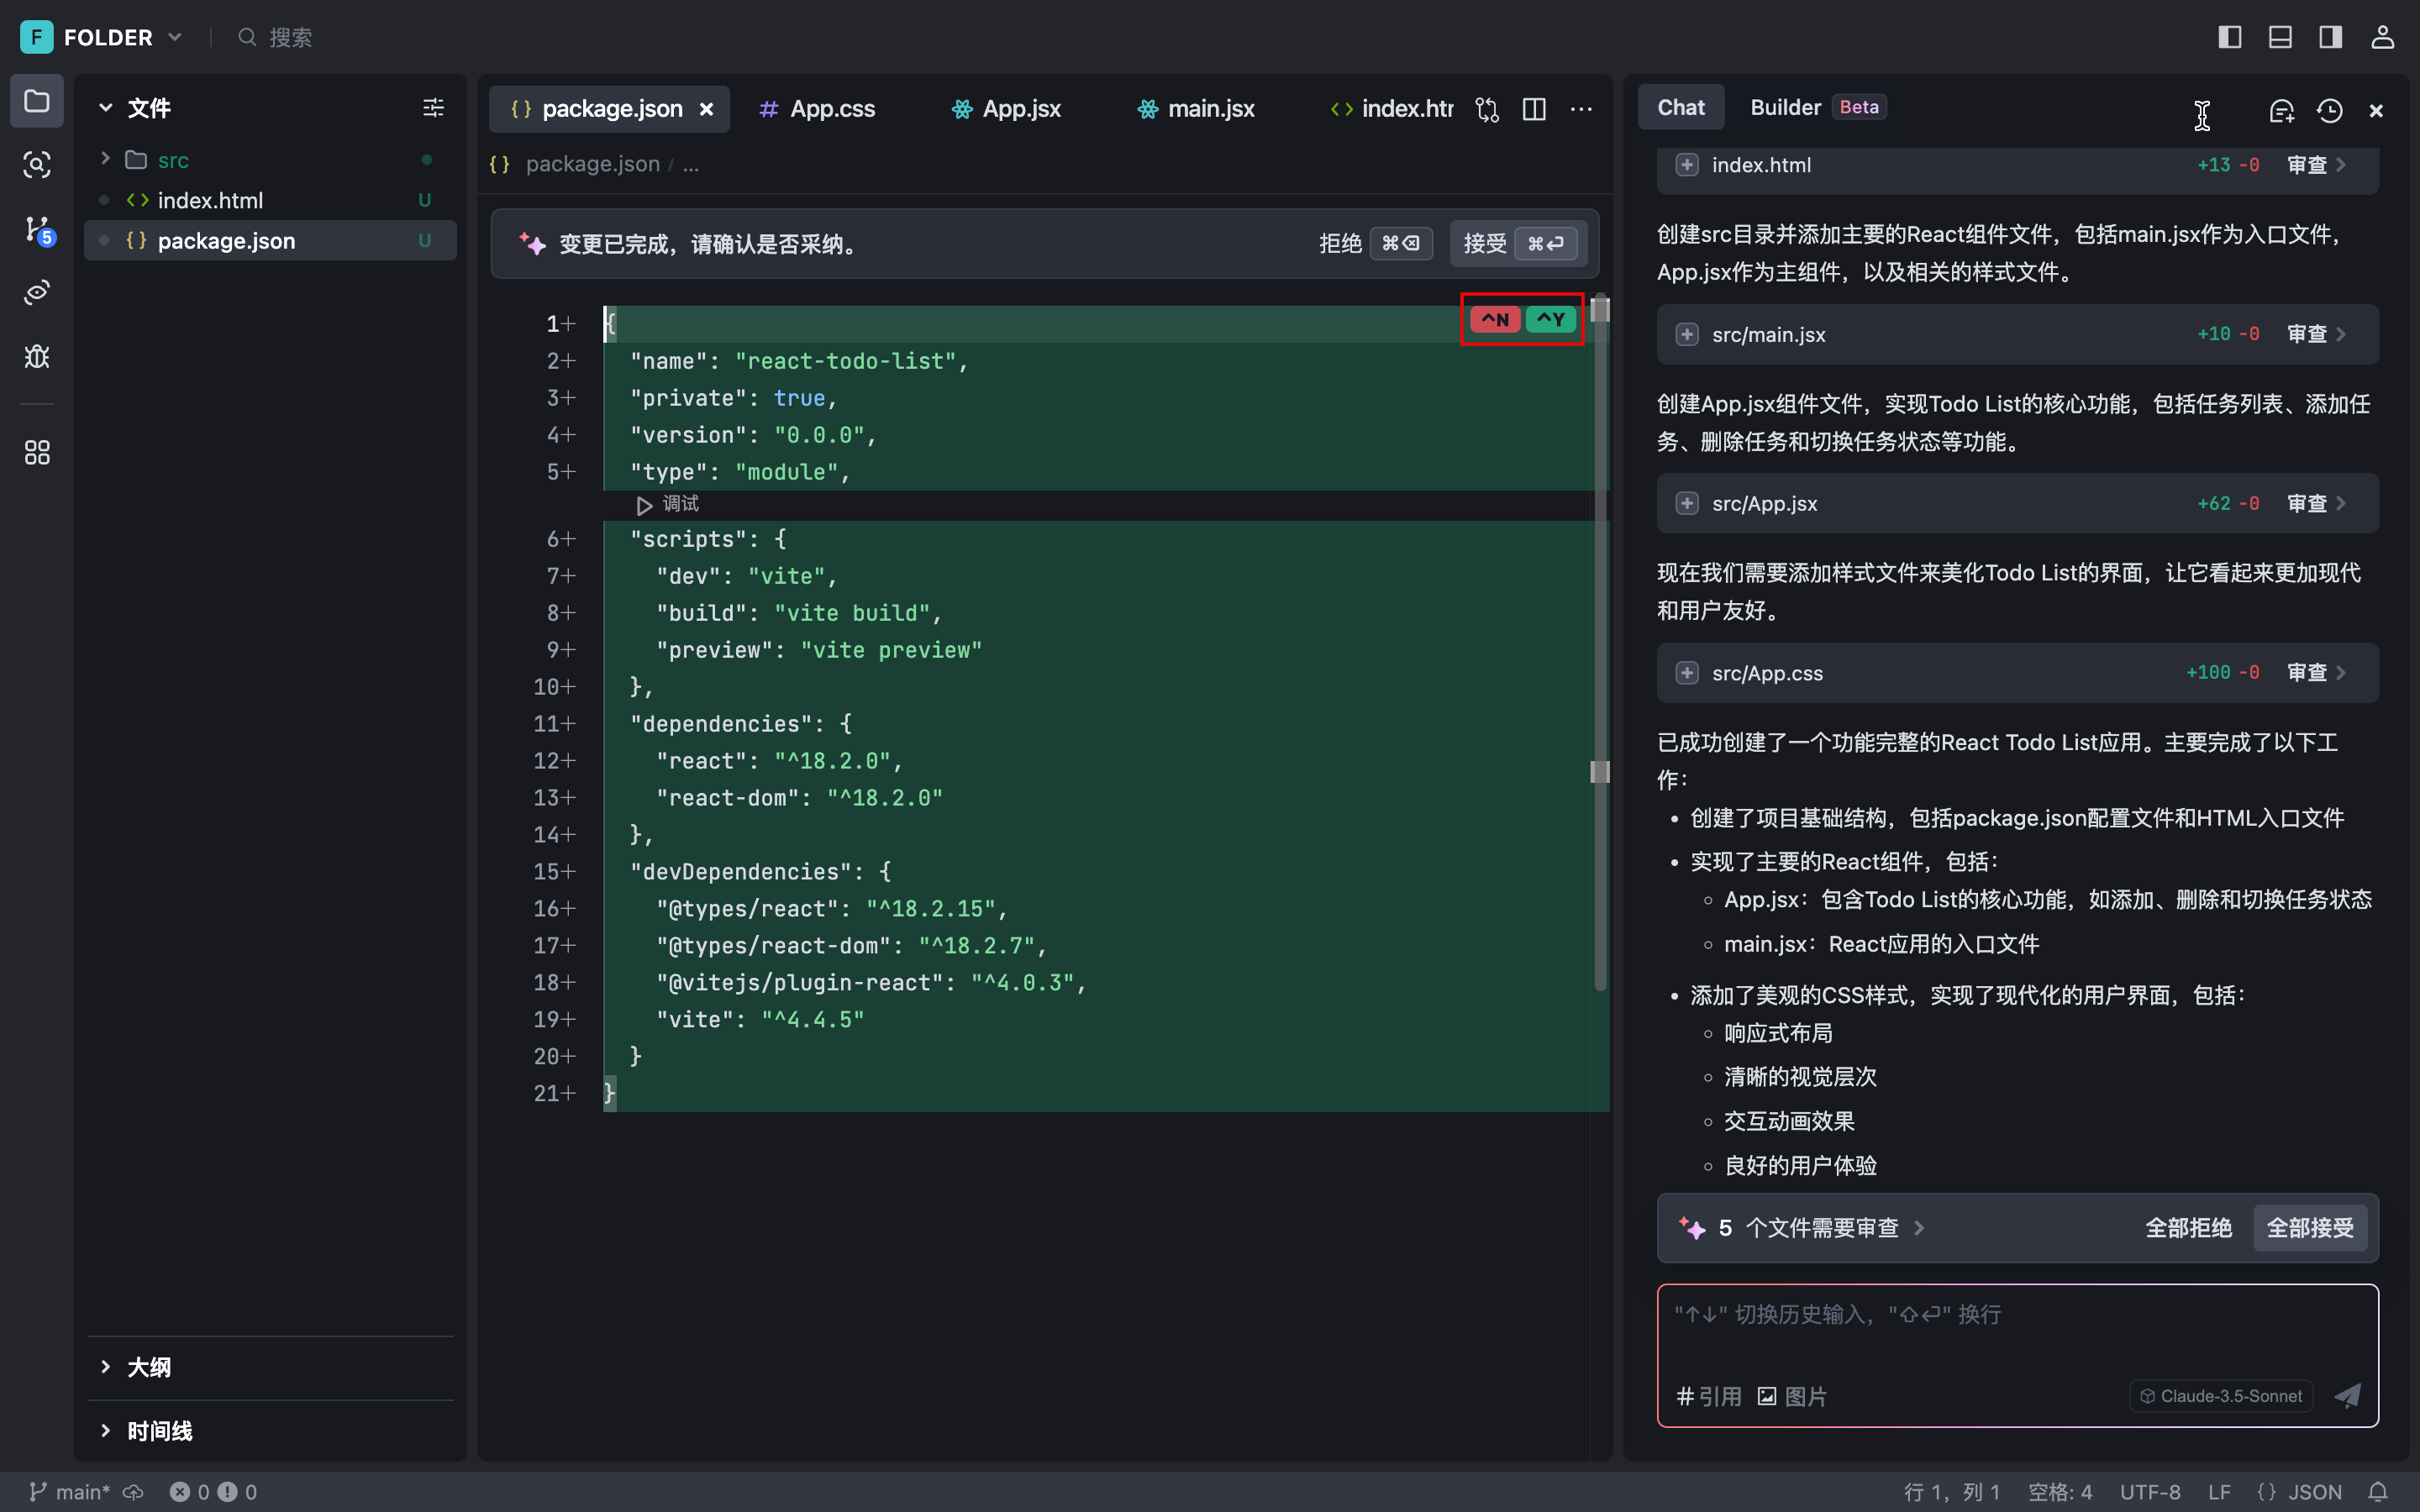 F FOLDER 搜索
文件
src
index.html U
package.json U
5
大纲
时间线
{ } package.json
# App.css
App.jsx
main.jsx
<> index.htr
{ } package.json / ...
变更已完成，请确认是否采纳。 拒绝 ⌘⌫ 接受 ⌘↩
^N ^Y
1+ {
2+ "name": "react-todo-list",
3+ "private": true,
4+ "version": "0.0.0",
5+ "type": "module",
调试
6+ "scripts": {
7+ "dev": "vite",
8+ "build": "vite build",
9+ "preview": "vite preview"
10+ },
11+ "dependencies": {
12+ "react": "^18.2.0",
13+ "react-dom": "^18.2.0"
14+ },
15+ "devDependencies": {
16+ "@types/react": "^18.2.15",
17+ "@types/react-dom": "^18.2.7",
18+ "@vitejs/plugin-react": "^4.0.3",
19+ "vite": "^4.4.5"
20+ }
21+ }
Chat Builder Beta
index.html +13 -0 审查
创建src目录并添加主要的React组件文件，包括main.jsx作为入口文件，
App.jsx作为主组件，以及相关的样式文件。
src/main.jsx +10 -0 审查
创建App.jsx组件文件，实现Todo List的核心功能，包括任务列表、添加任
务、删除任务和切换任务状态等功能。
src/App.jsx +62 -0 审查
现在我们需要添加样式文件来美化Todo List的界面，让它看起来更加现代
和用户友好。
src/App.css +100 -0 审查
已成功创建了一个功能完整的React Todo List应用。主要完成了以下工
作：
• 创建了项目基础结构，包括package.json配置文件和HTML入口文件
• 实现了主要的React组件，包括：
◦ App.jsx：包含Todo List的核心功能，如添加、删除和切换任务状态
◦ main.jsx：React应用的入口文件
• 添加了美观的CSS样式，实现了现代化的用户界面，包括：
◦ 响应式布局
◦ 清晰的视觉层次
◦ 交互动画效果
◦ 良好的用户体验
5 个文件需要审查 全部拒绝 全部接受
"↑↓" 切换历史输入，"⇧↩" 换行
# 引用 图片 Claude-3.5-Sonnet
main* 0 0 行 1，列 1 空格: 4 UTF-8 LF { } JSON